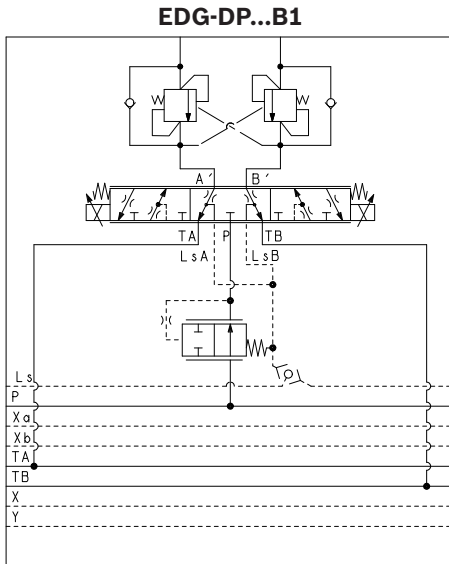 EDG-DP...B1
A' B'
TA P TB
LsA LsB
Ls
P
Xa
Xb
TA
TB
X
Y